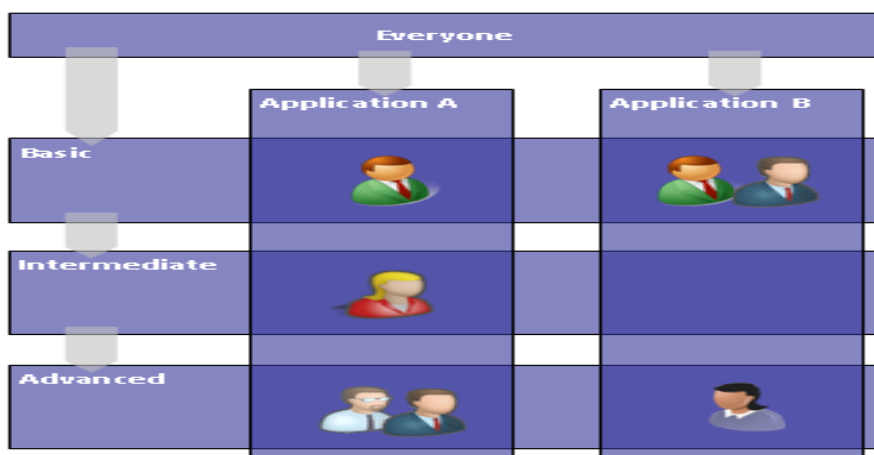 Everyone
Application A
Application B
Basic
Intermediate
Advanced